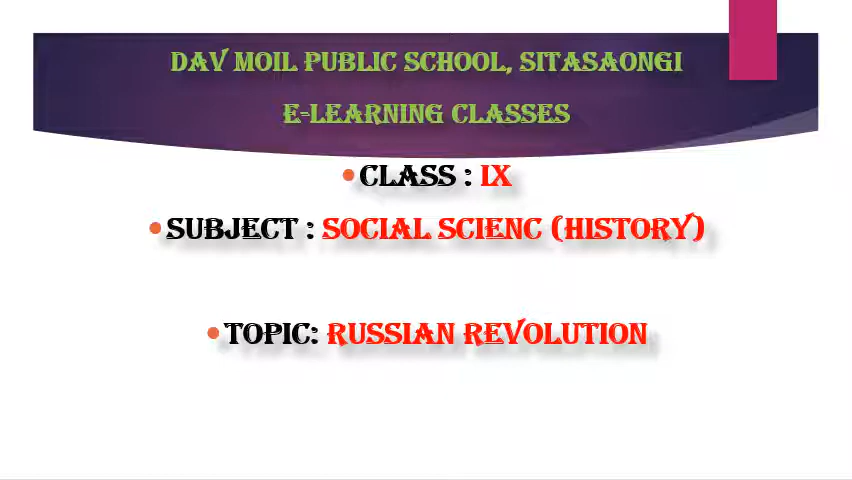 DAV MOIL PUBLIC SCHOOL, SITASAONGI
E-LEARNING CLASSES
•CLASS : IX
•SUBJECT : SOCIAL SCIENC (HISTORY)
•TOPIC: RUSSIAN REVOLUTION